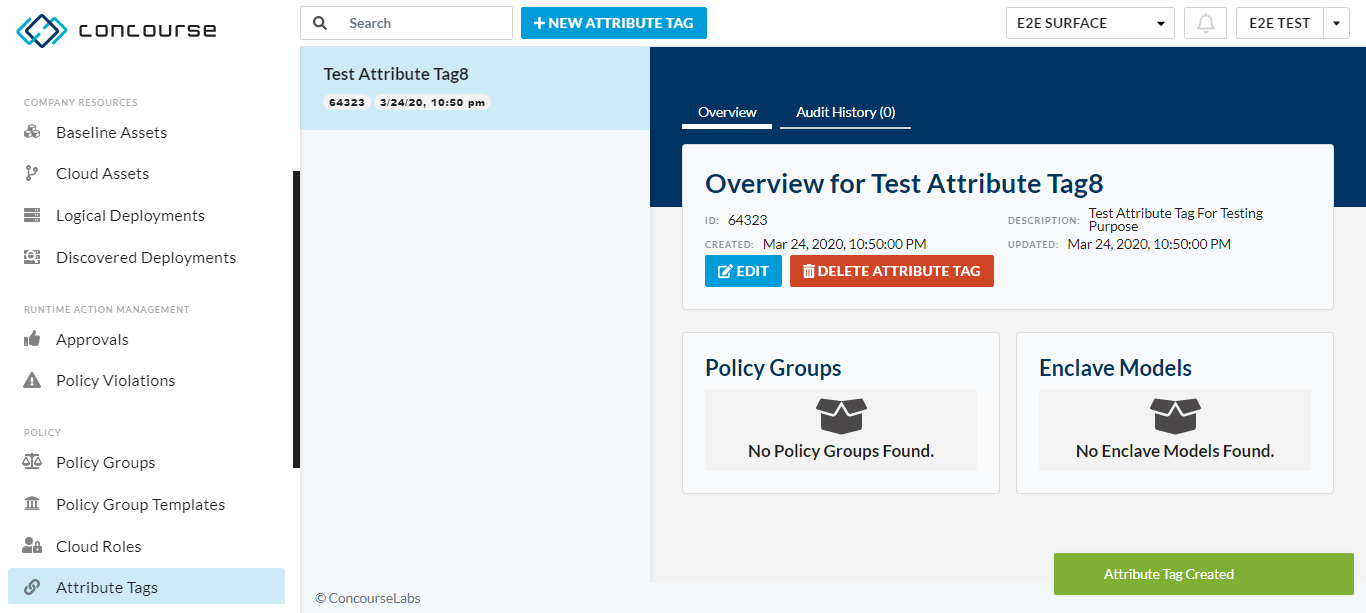 concourse
Search
NEW ATTRIBUTE TAG
E2E SURFACE
E2E TEST
COMPANY RESOURCES
Baseline Assets
Cloud Assets
Logical Deployments
Discovered Deployments
RUNTIME ACTION MANAGEMENT
Approvals
Policy Violations
POLICY
Policy Groups
Policy Group Templates
Cloud Roles
Attribute Tags
Test Attribute Tag8
64323 3/24/20, 10:50 pm
Overview Audit History (0)
Overview for Test Attribute Tag8
ID: 64323
DESCRIPTION: Test Attribute Tag For Testing
Purpose
CREATED: Mar 24, 2020, 10:50:00 PM
UPDATED: Mar 24, 2020, 10:50:00 PM
EDIT
DELETE ATTRIBUTE TAG
Policy Groups
No Policy Groups Found.
Enclave Models
No Enclave Models Found.
Attribute Tag Created
© ConcourseLabs